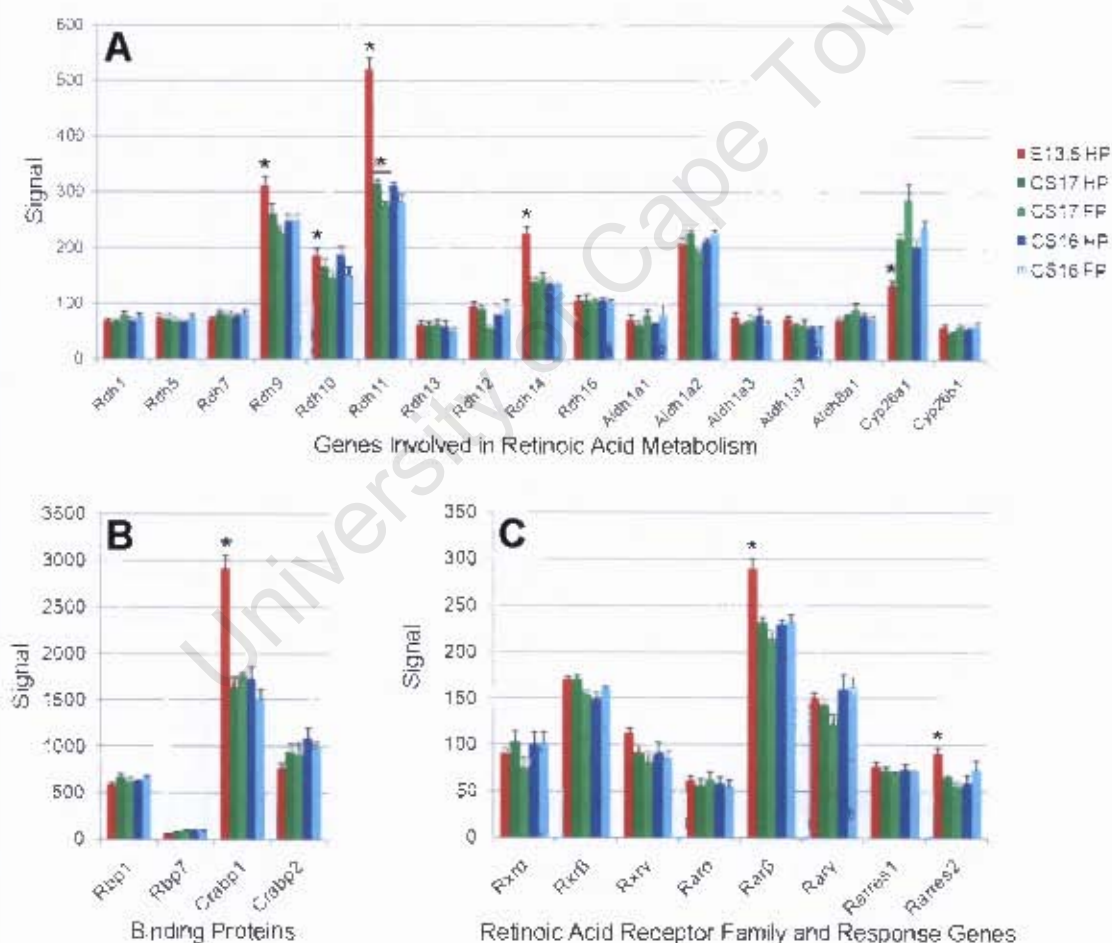 A
600
500
400
300
200
100
0
Signal
*
*
*
*
*
*
Rdh1
Rdh5
Rdh7
Rdh9
Rdh10
Rdh11
Rdh13
Rdh12
Rdh14
Rdh16
Aldh1a1
Aldh1a2
Aldh1a3
Aldh1a7
Aldh8a1
Cyp26a1
Cyp26b1
Genes Involved in Retinoic Acid Metabolism
E13.5 HP
CS17 HP
CS17 FP
CS16 HP
CS16 FP
B
3500
3000
2500
2000
1500
1000
500
0
Signal
*
Rbp1
Rbp7
Crabp1
Crabp2
Binding Proteins
C
350
300
250
200
150
100
50
0
Signal
*
*
Rxrα
Rxrβ
Rxrγ
Rarα
Rarβ
Rarγ
Rarres1
Rarres2
Retinoic Acid Receptor Family and Response Genes
University of Cape Tow